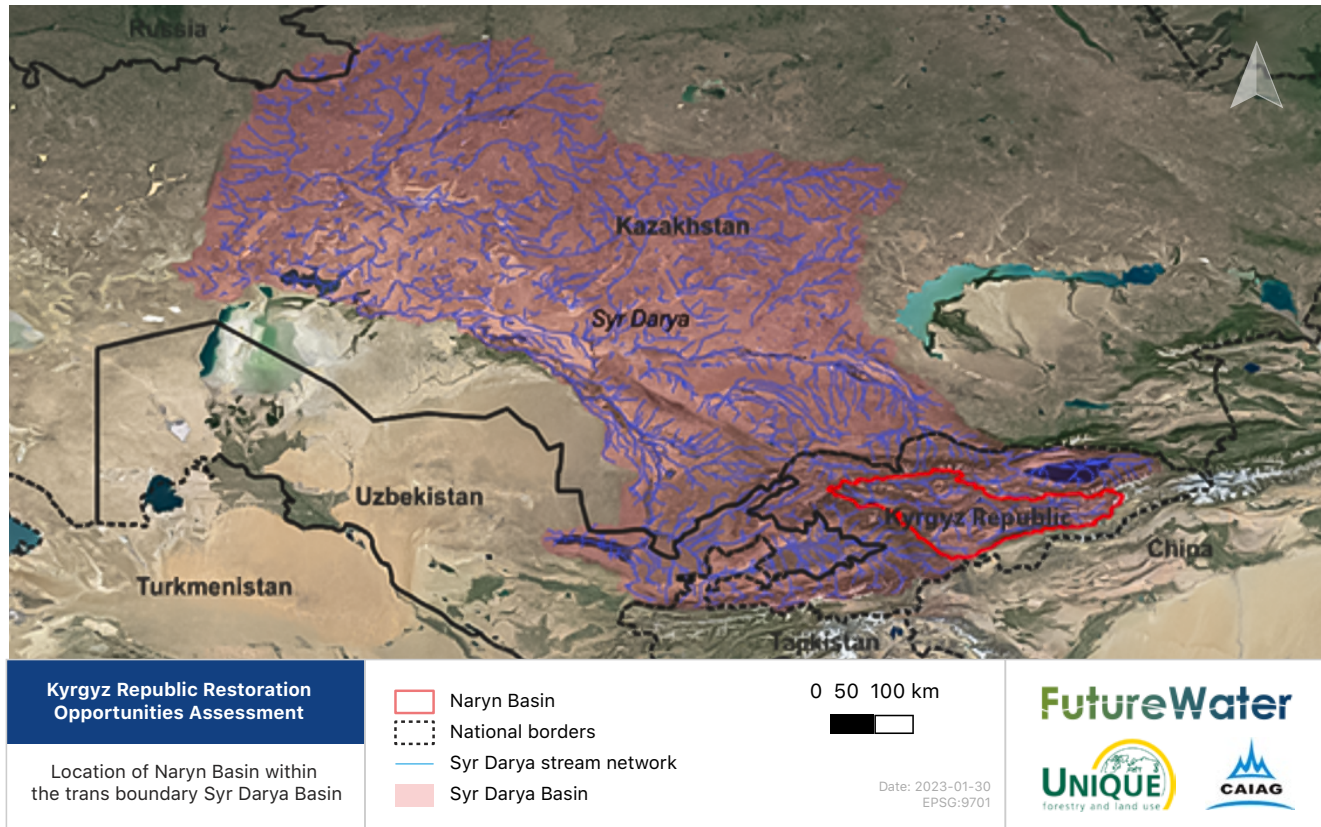 Russia
Kazakhstan
Syr Darya
Uzbekistan
Kyrgyz Republic
China
Turkmenistan
Tajikistan
Kyrgyz Republic Restoration
Opportunities Assessment
Location of Naryn Basin within
the trans boundary Syr Darya Basin
Naryn Basin
National borders
Syr Darya stream network
Syr Darya Basin
0 50 100 km
Date: 2023-01-30
EPSG:9701
FutureWater
UNIQUE
forestry and land use
CAIAG